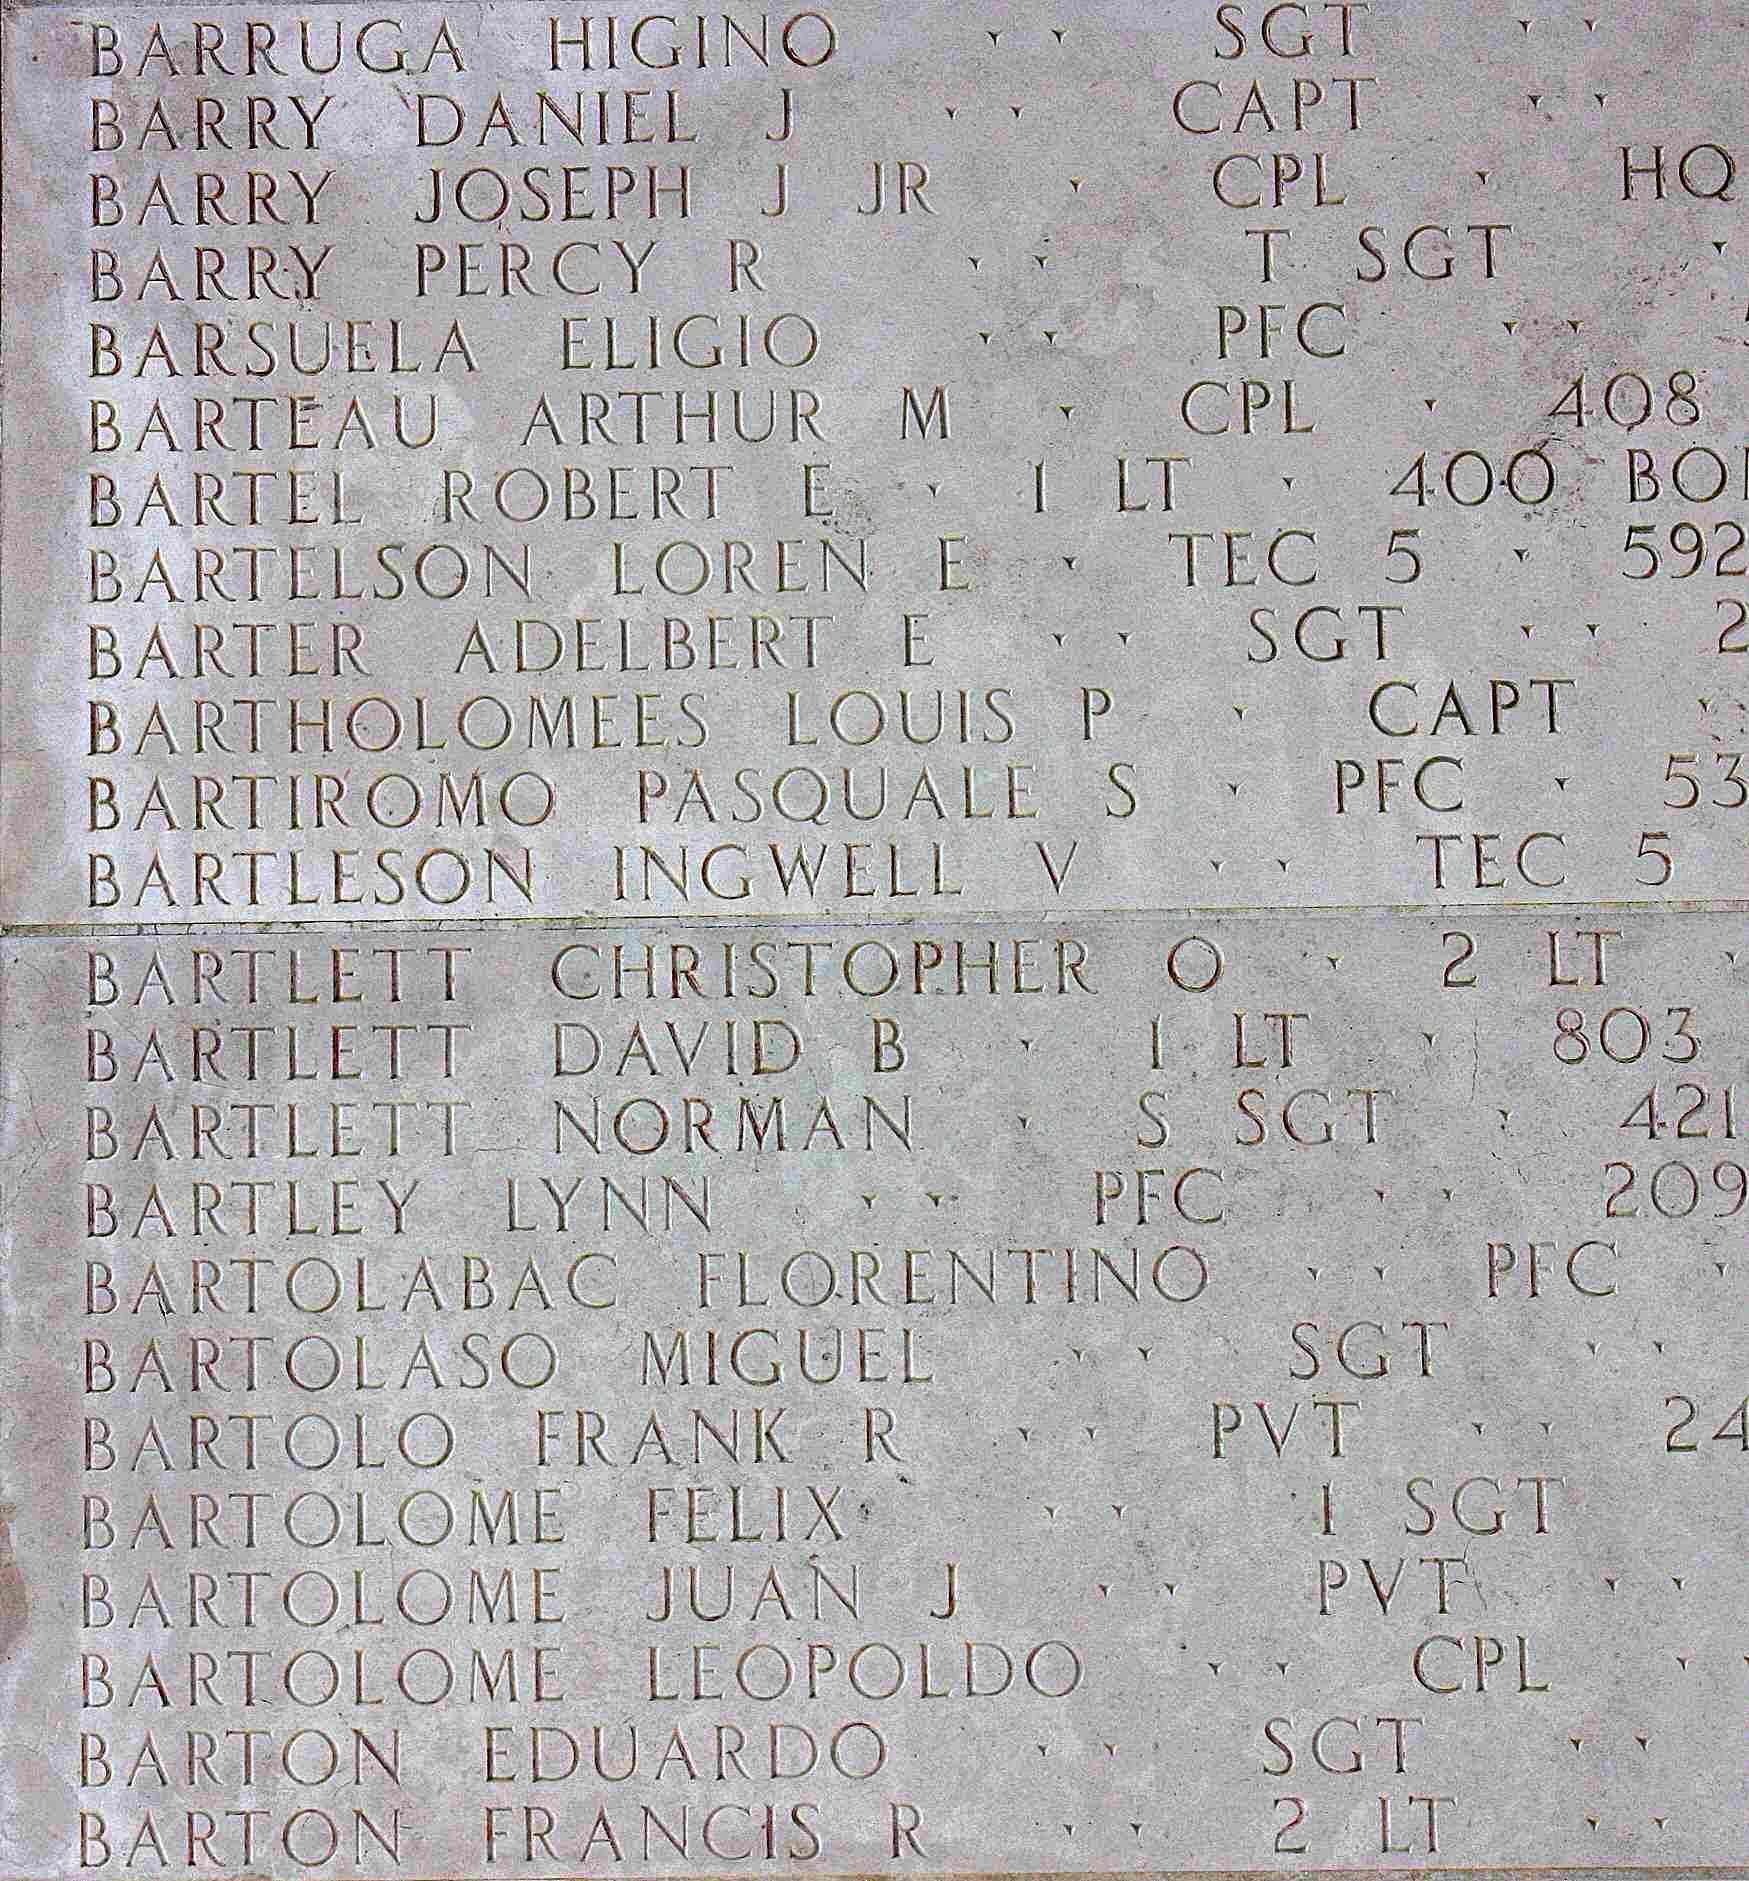 BARRUGA HIGINO · · SGT · ·
BARRY DANIEL J · · CAPT · ·
BARRY JOSEPH J JR · CPL · HQ
BARRY PERCY R · · T SGT ·
BARSUELA ELIGIO · · PFC · ·
BARTEAU ARTHUR M · CPL · 408
BARTEL ROBERT E · 1 LT · 400
BARTELSON LOREN E · TEC 5 · 592
BARTER ADELBERT E · · SGT · · 2
BARTHOLOMEES LOUIS P · CAPT ·
BARTIROMO PASQUALE S · PFC · 53
BARTLESON INGWELL V · · TEC 5
BARTLETT CHRISTOPHER O · 2 LT ·
BARTLETT DAVID B · 1 LT · 803
BARTLETT NORMAN · S SGT · 421
BARTLEY LYNN · · PFC · · 209
BARTOLABAC FLORENTINO · · PFC ·
BARTOLASO MIGUEL · · SGT · ·
BARTOLO FRANK R · · PVT · · 24
BARTOLOME FELIX · · 1 SGT
BARTOLOME JUAN J · · PVT · ·
BARTOLOME LEOPOLDO · · CPL · ·
BARTON EDUARDO · · SGT · ·
BARTON FRANCIS R · · 2 LT · ·